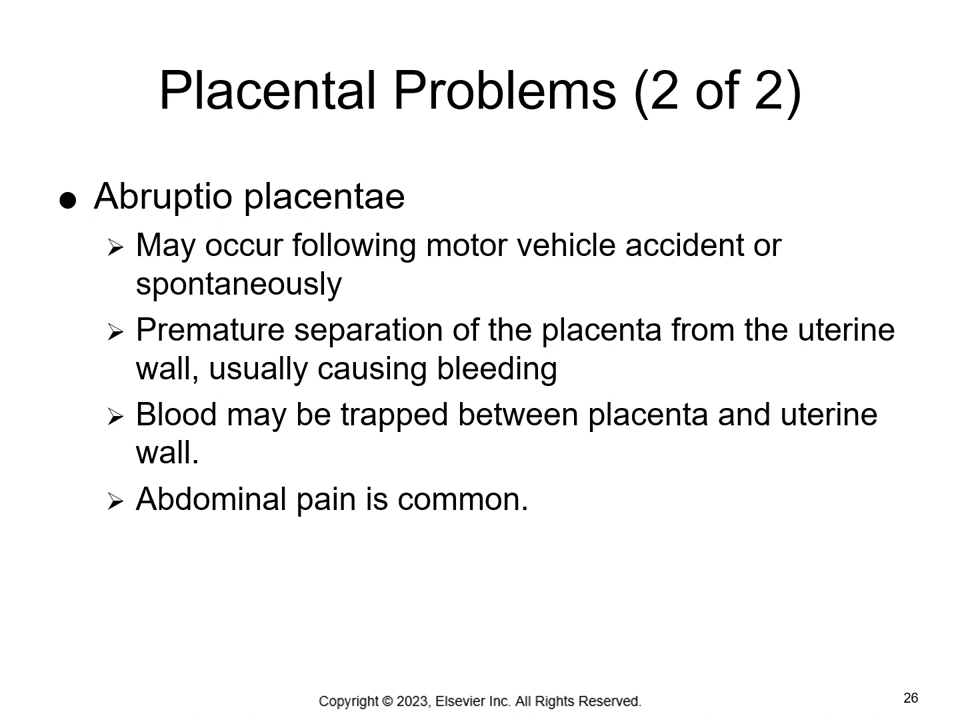 Placental Problems (2 of 2)
● Abruptio placentae
➢ May occur following motor vehicle accident or
spontaneously
➢ Premature separation of the placenta from the uterine
wall, usually causing bleeding
➢ Blood may be trapped between placenta and uterine
wall.
➢ Abdominal pain is common.
Copyright © 2023, Elsevier Inc. All Rights Reserved.
26